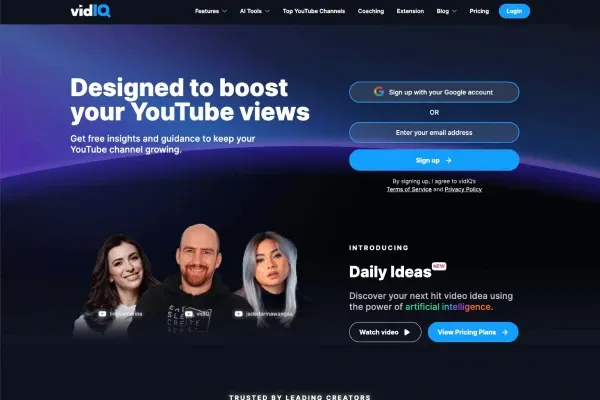 vidIQ
Features
AI Tools
Top YouTube Channels
Coaching
Extension
Blog
Pricing
Login
Designed to boost
your YouTube views
Get free insights and guidance to keep your
YouTube channel growing.
Sign up with your Google account
OR
Enter your email address
Sign up
By signing up, I agree to vidIQ's
Terms of Service and Privacy Policy
vidIQ
jadedarmawangsa
INTRODUCING
Daily Ideas NEW
Discover your next hit video idea using
the power of artificial intelligence.
Watch video
View Pricing Plans
TRUSTED BY LEADING CREATORS